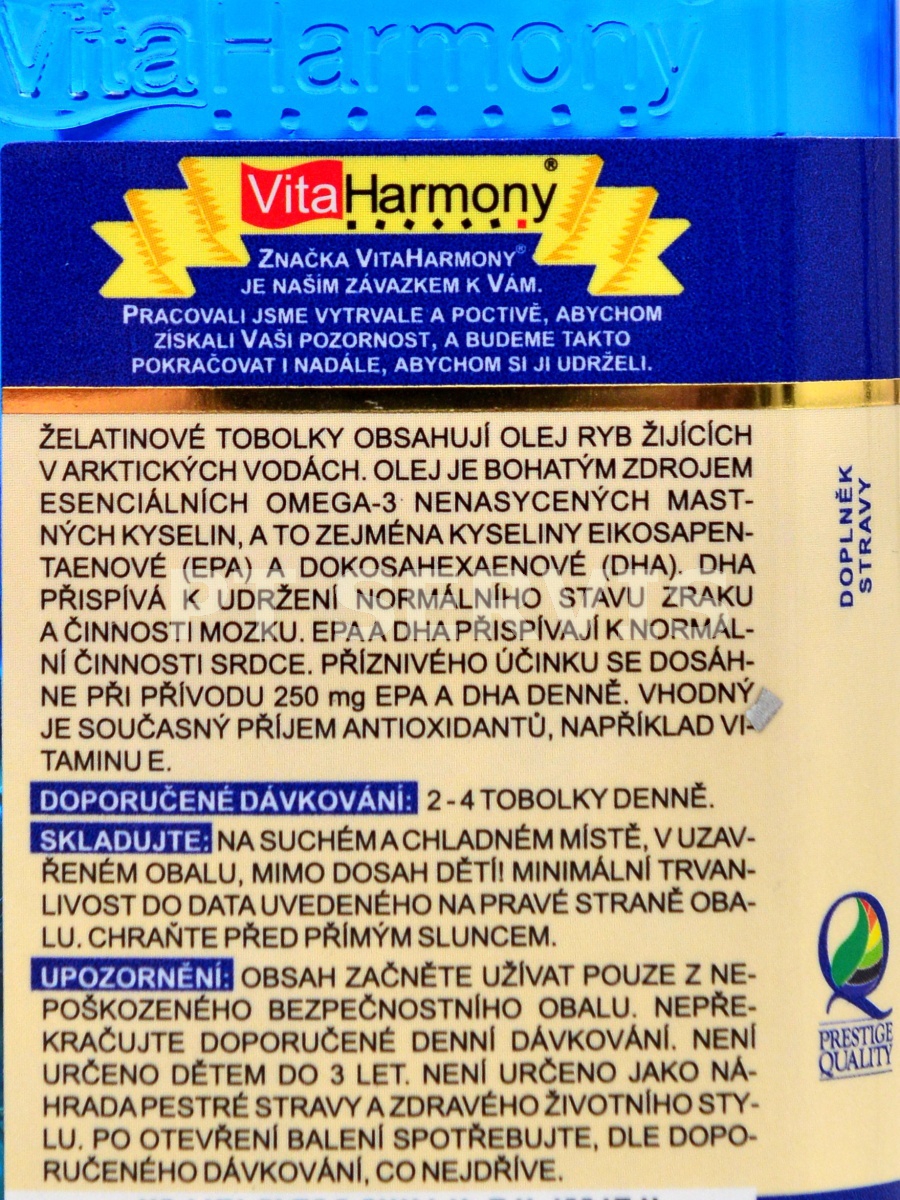 VitaHarmony
VitaHarmony®
ZNAČKA VITAHARMONY®
JE NAŠÍM ZÁVAZKEM K VÁM.
PRACOVALI JSME VYTRVALE A POCTIVĚ, ABYCHOM
ZÍSKALI VAŠI POZORNOST, A BUDEME TAKTO
POKRAČOVAT I NADÁLE, ABYCHOM SI JI UDRŽELI.
ŽELATINOVÉ TOBOLKY OBSAHUJÍ OLEJ RYB ŽIJÍCÍCH
V ARKTICKÝCH VODÁCH. OLEJ JE BOHATÝM ZDROJEM
ESENCIÁLNÍCH OMEGA-3 NENASYCENÝCH MAST-
NÝCH KYSELIN, A TO ZEJMÉNA KYSELINY EIKOSAPEN-
TAENOVÉ (EPA) A DOKOSAHEXAENOVÉ (DHA). DHA
PŘISPÍVÁ K UDRŽENÍ NORMÁLNÍHO STAVU ZRAKU
A ČINNOSTI MOZKU. EPA A DHA PŘISPÍVAJÍ K NORMÁL-
NÍ ČINNOSTI SRDCE. PŘÍZNIVÉHO ÚČINKU SE DOSÁH-
NE PŘI PŘÍVODU 250 mg EPA A DHA DENNĚ. VHODNÝ
JE SOUČASNÝ PŘÍJEM ANTIOXIDANTŮ, NAPŘÍKLAD VI-
TAMINU E.
DOPORUČENÉ DÁVKOVÁNÍ: 2 - 4 TOBOLKY DENNĚ.
SKLADUJTE: NA SUCHÉM A CHLADNÉM MÍSTĚ, V UZAV-
ŘENÉM OBALU, MIMO DOSAH DĚTÍ! MINIMÁLNÍ TRVAN-
LIVOST DO DATA UVEDENÉHO NA PRAVÉ STRANĚ OBA-
LU. CHRAŇTE PŘED PŘÍMÝM SLUNCEM.
UPOZORNĚNÍ: OBSAH ZAČNĚTE UŽÍVAT POUZE Z NE-
POŠKOZENÉHO BEZPEČNOSTNÍHO OBALU. NEPŘE-
KRAČUJTE DOPORUČENÉ DENNÍ DÁVKOVÁNÍ. NENÍ
URČENO DĚTEM DO 3 LET. NENÍ URČENO JAKO NÁ-
HRADA PESTRÉ STRAVY A ZDRAVÉHO ŽIVOTNÍHO STY-
LU. PO OTEVŘENÍ BALENÍ SPOTŘEBUJTE, DLE DOPO-
RUČENÉHO DÁVKOVÁNÍ, CO NEJDŘÍVE.
DOPLNĚK
STRAVY
Q
PRESTIGE
QUALITY